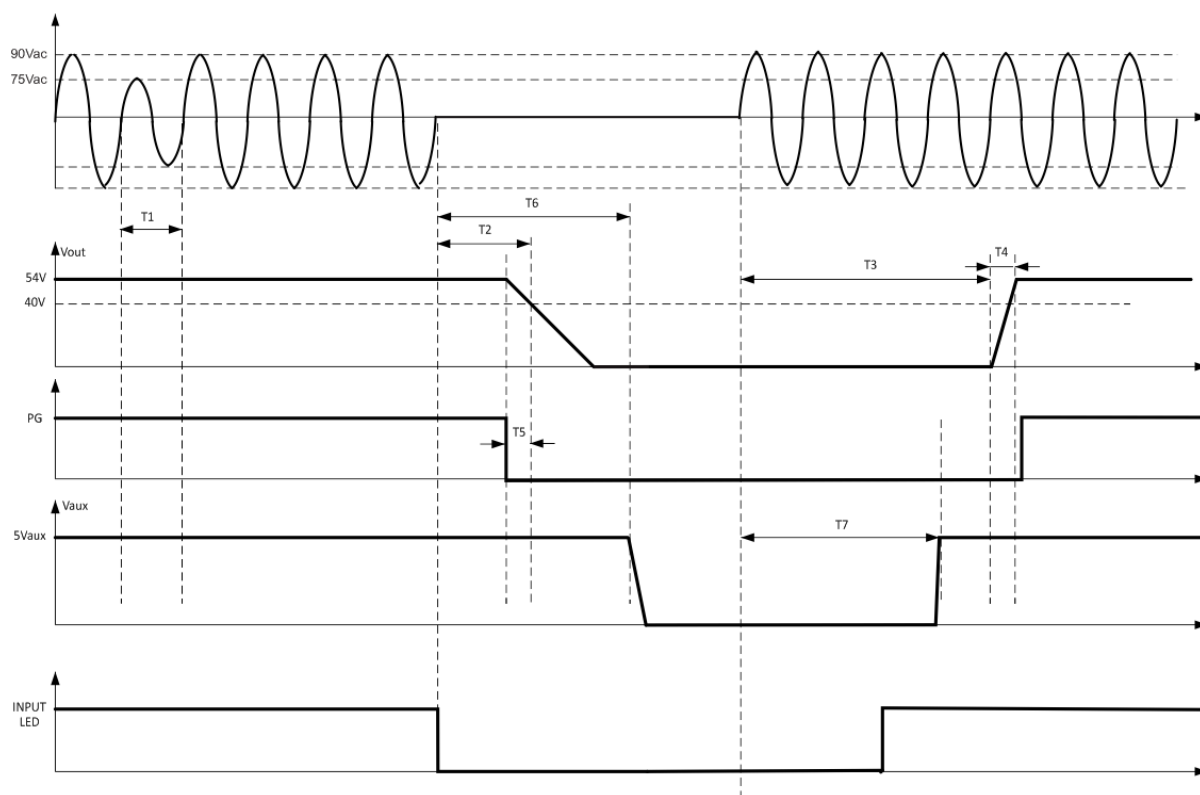 90Vac
75Vac
T1
T6
T2
Vout
54V
40V
T3
T4
PG
T5
Vaux
5Vaux
T7
INPUT
LED